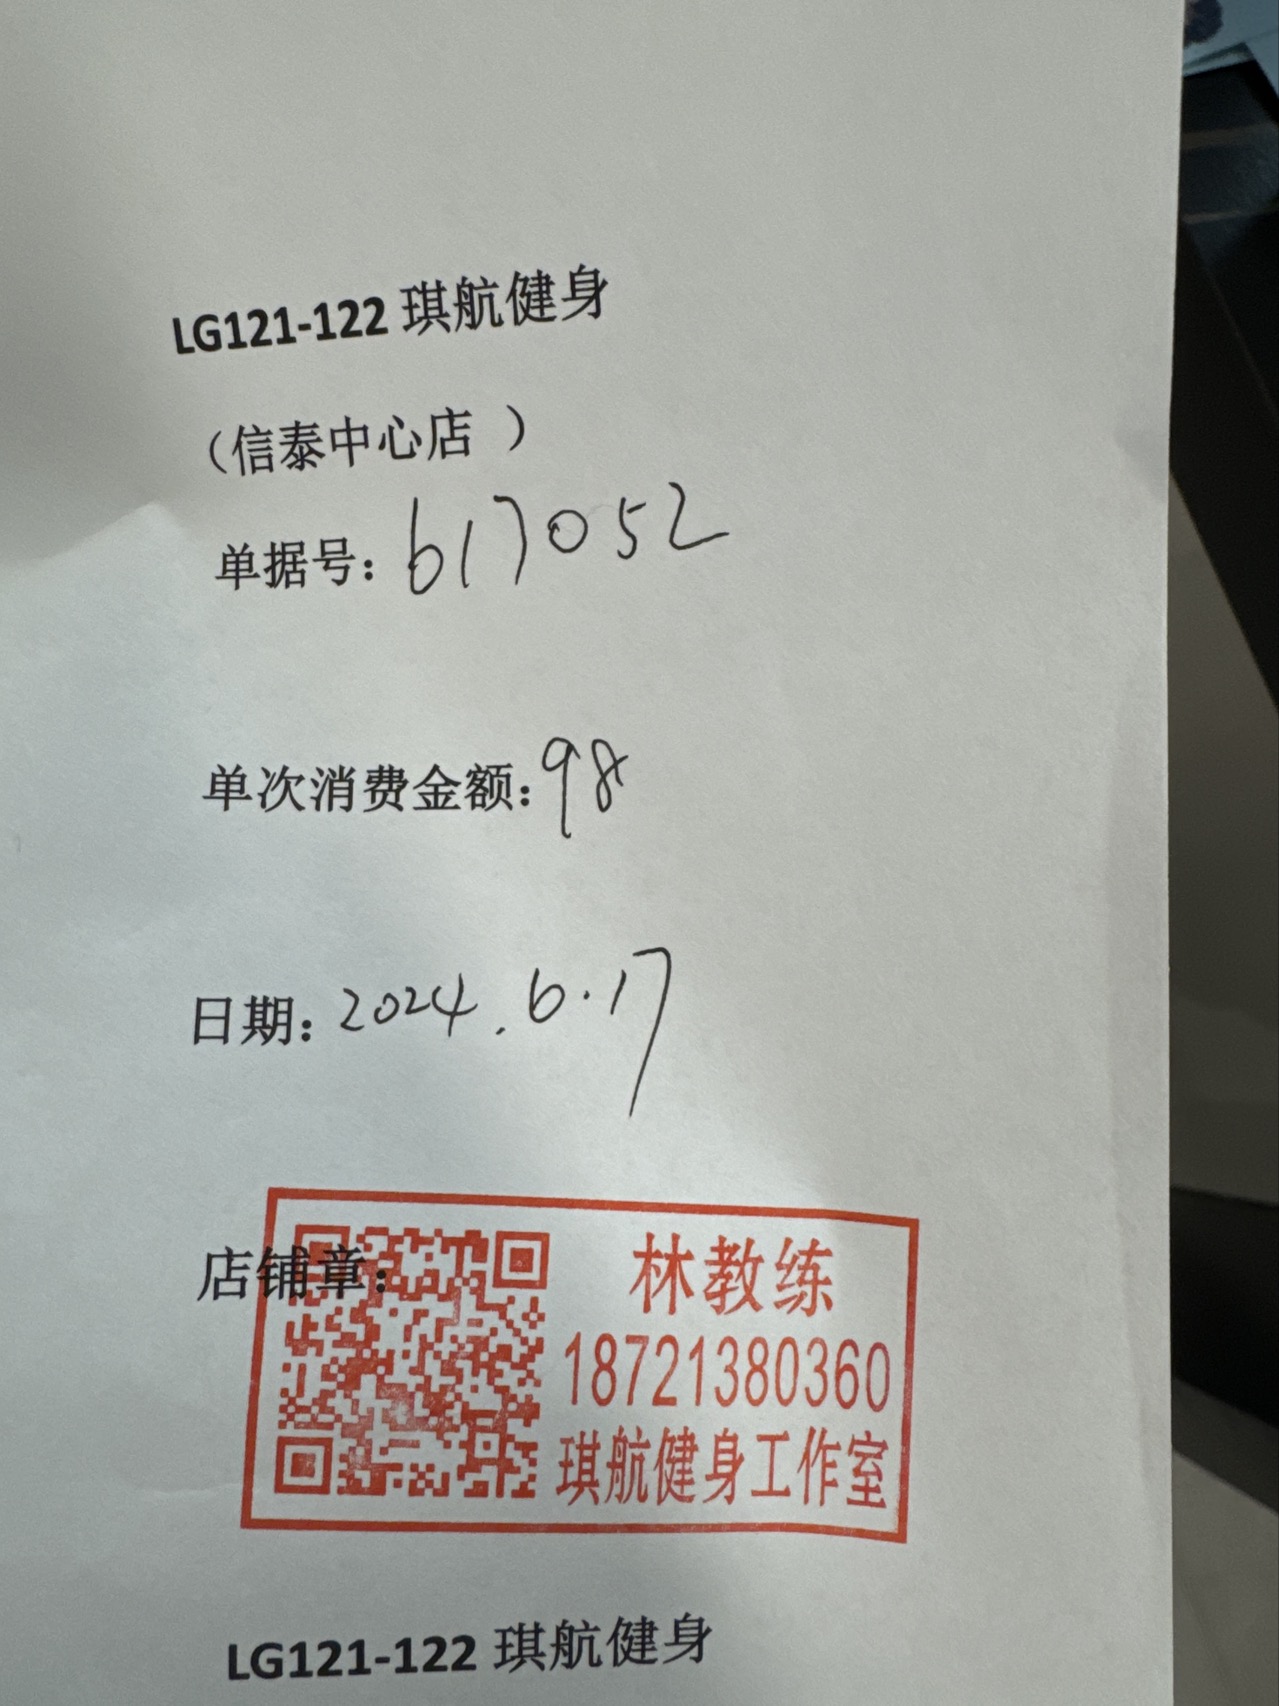 LG121-122 琪航健身
（信泰中心店 ）
单据号：617052
单次消费金额：98
日期：2024.6.17
店铺章：
林教练
18721380360
琪航健身工作室
LG121-122 琪航健身